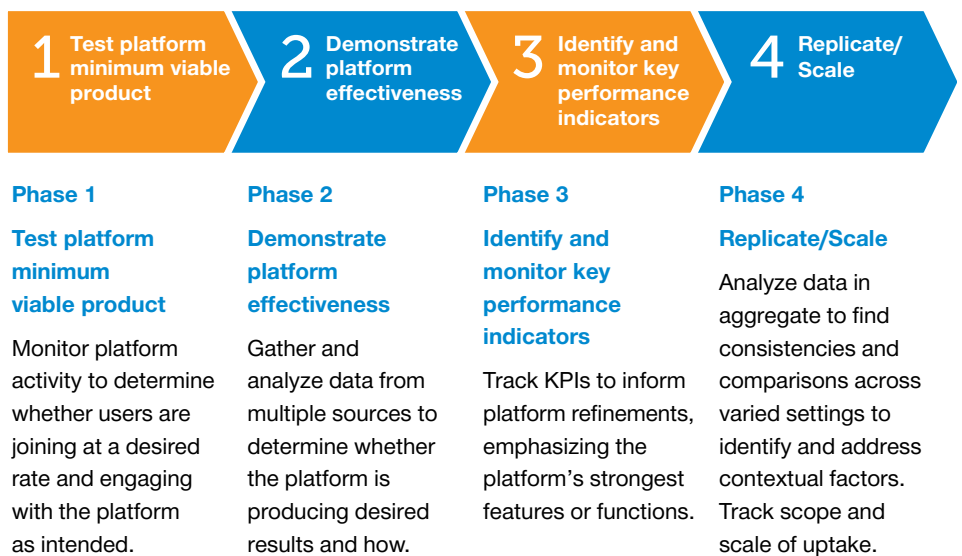 1 Test platform
minimum viable
product
2 Demonstrate
platform
effectiveness
3 Identify and
monitor key
performance
indicators
4 Replicate/
Scale
Phase 1
Test platform
minimum
viable product
Monitor platform
activity to determine
whether users are
joining at a desired
rate and engaging
with the platform
as intended.
Phase 2
Demonstrate
platform
effectiveness
Gather and
analyze data from
multiple sources to
determine whether
the platform is
producing desired
results and how.
Phase 3
Identify and
monitor key
performance
indicators
Track KPIs to inform
platform refinements,
emphasizing the
platform's strongest
features or functions.
Phase 4
Replicate/Scale
Analyze data in
aggregate to find
consistencies and
comparisons across
varied settings to
identify and address
contextual factors.
Track scope and
scale of uptake.